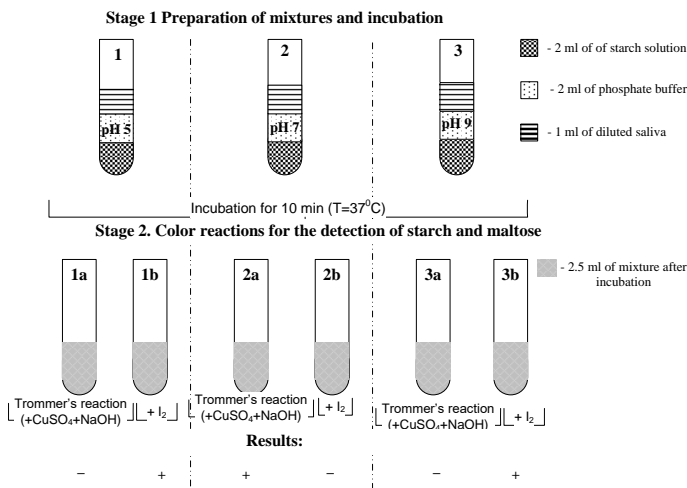 Stage 1 Preparation of mixtures and incubation
1
2
3
pH 5
pH 7
pH 9
- 2 ml of of starch solution
- 2 ml of phosphate buffer
- 1 ml of diluted saliva
Incubation for 10 min (T=37⁰C)
Stage 2. Color reactions for the detection of starch and maltose
1a
1b
2a
2b
3a
3b
- 2.5 ml of mixture after
incubation
Trommer's reaction
(+CuSO₄+NaOH)
+ I₂
Trommer's reaction
(+CuSO₄+NaOH)
+ I₂
Trommer's reaction
(+CuSO₄+NaOH)
+ I₂
Results:
– + + – – +